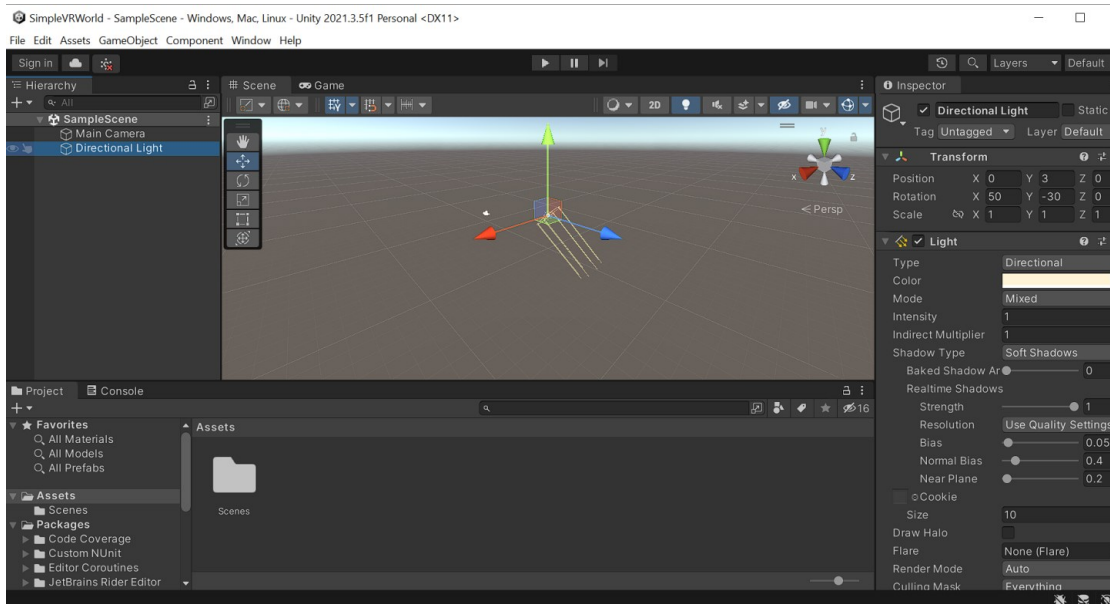 SimpleVRWorld - SampleScene - Windows, Mac, Linux - Unity 2021.3.5f1 Personal <DX11>
File Edit Assets GameObject Component Window Help
Sign in
Layers
Default
Hierarchy
All
SampleScene
Main Camera
Directional Light
Scene
Game
2D
y
x
z
Persp
Inspector
Directional Light
Static
Tag Untagged Layer Default
Transform
Position X 0 Y 3 Z 0
Rotation X 50 Y -30 Z 0
Scale X 1 Y 1 Z 1
Light
Type Directional
Color
Mode Mixed
Intensity 1
Indirect Multiplier 1
Shadow Type Soft Shadows
Baked Shadow An 0
Realtime Shadows
Strength 1
Resolution Use Quality Settings
Bias 0.05
Normal Bias 0.4
Near Plane 0.2
Cookie
Size 10
Draw Halo
Flare None (Flare)
Render Mode Auto
Culling Mask Everything
Project Console
16
Favorites
All Materials
All Models
All Prefabs
Assets
Scenes
Packages
Code Coverage
Custom NUnit
Editor Coroutines
JetBrains Rider Editor
Assets
Scenes